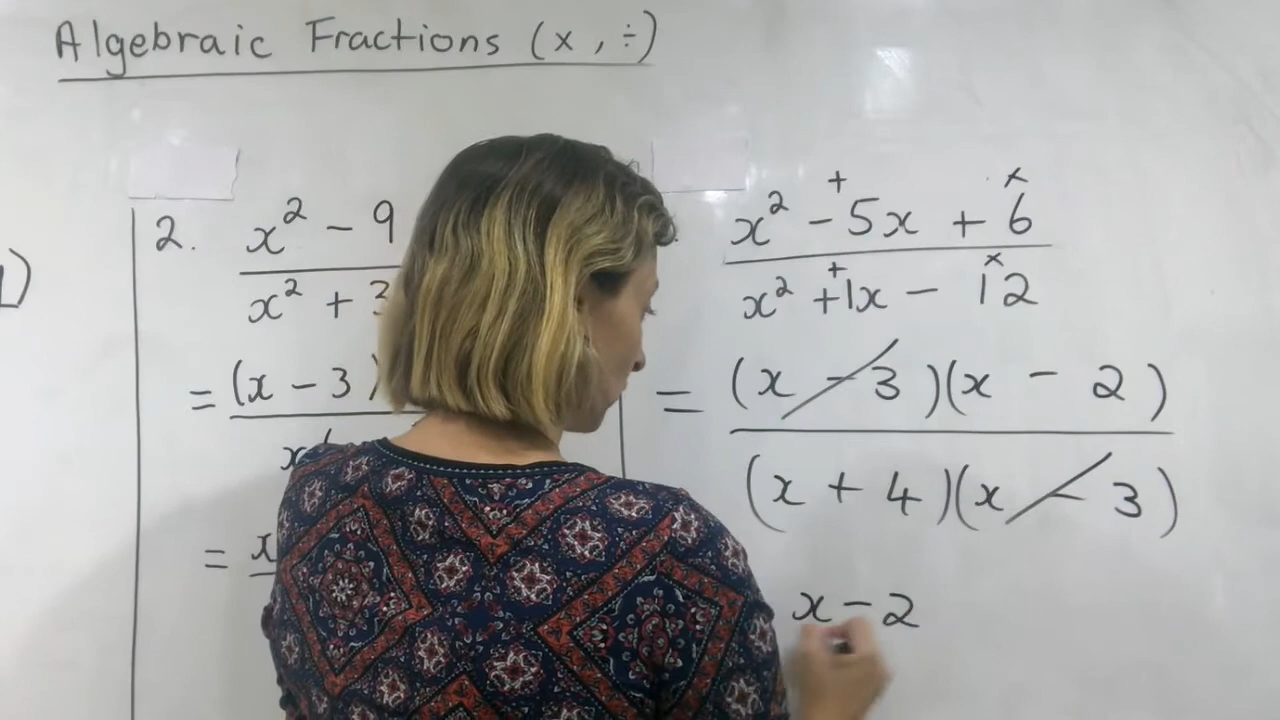 Algebraic Fractions (x, ÷)
2. x² - 9
x² + 3
= (x - 3)
x
= x
+ x
x² - 5x + 6
+ x
x² + 1x - 12
= (x - 3)(x - 2)
(x + 4)(x - 3)
x - 2